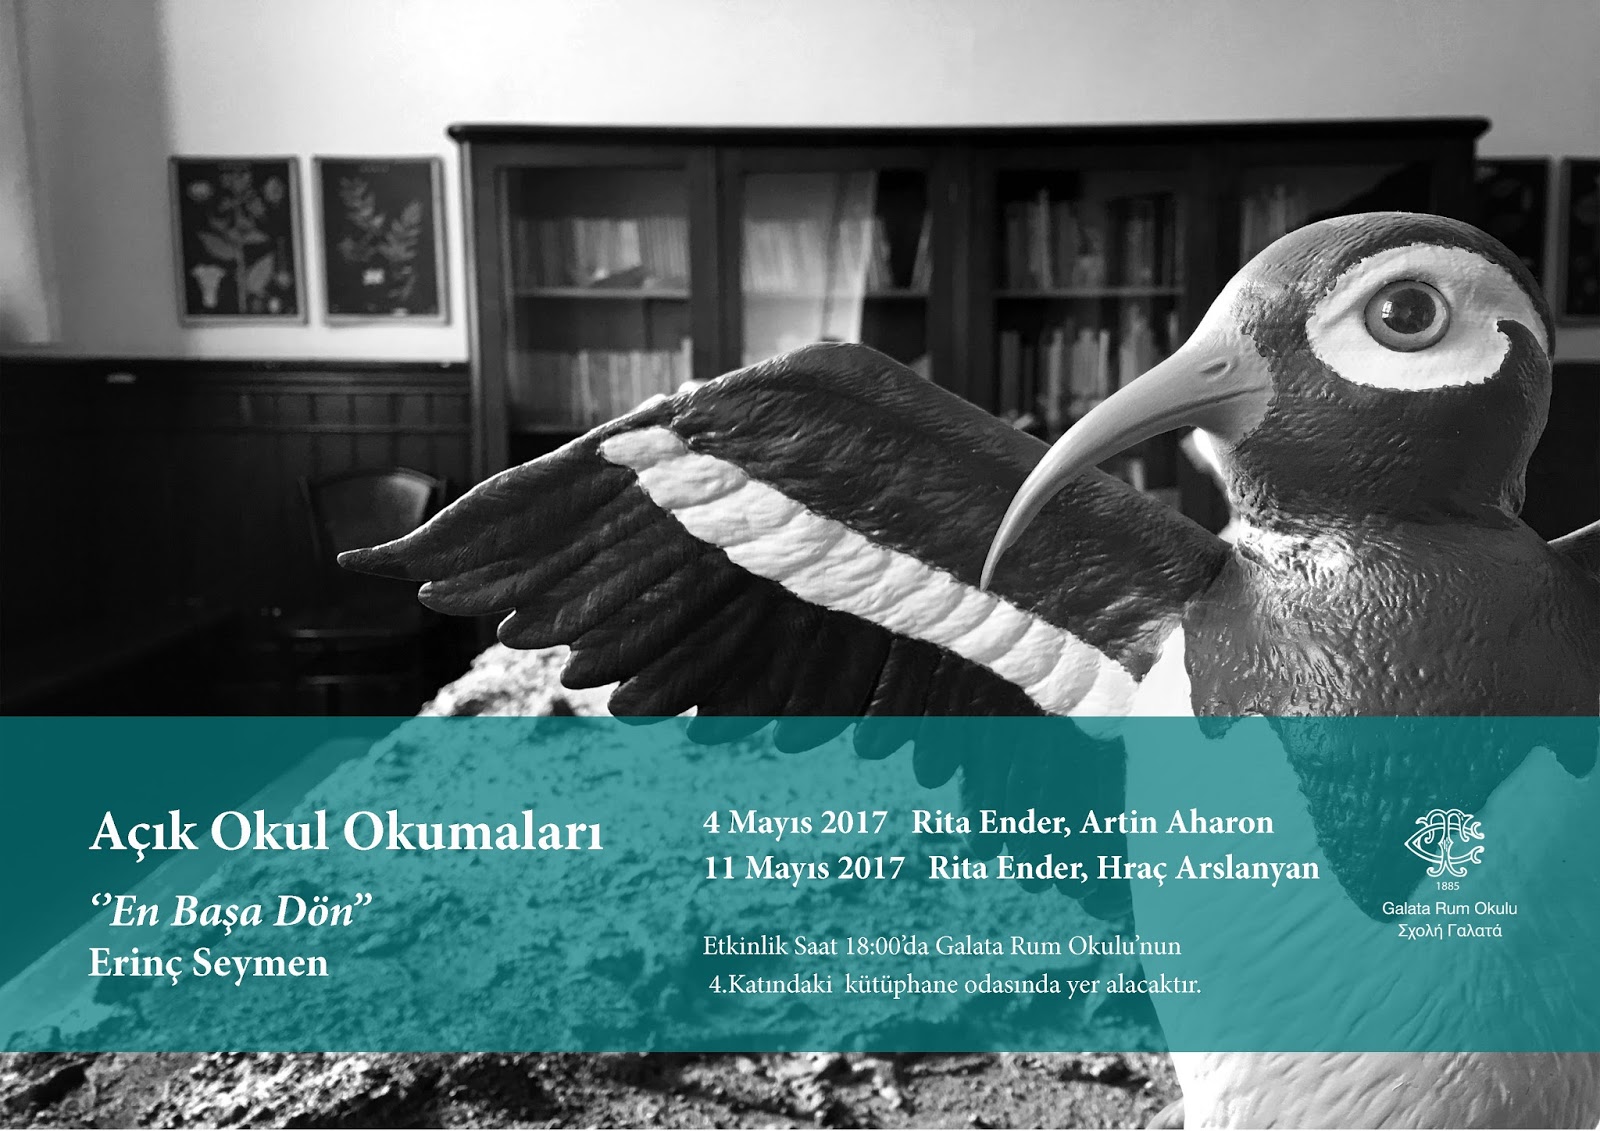 Açık Okul Okumaları
‘’En Başa Dön’’
Erinç Seymen
4 Mayıs 2017 Rita Ender, Artin Aharon
11 Mayıs 2017 Rita Ender, Hraç Arslanyan
Etkinlik Saat 18:00’da Galata Rum Okulu’nun
4.Katındaki kütüphane odasında yer alacaktır.
1885
Galata Rum Okulu
Σχολή Γαλατά